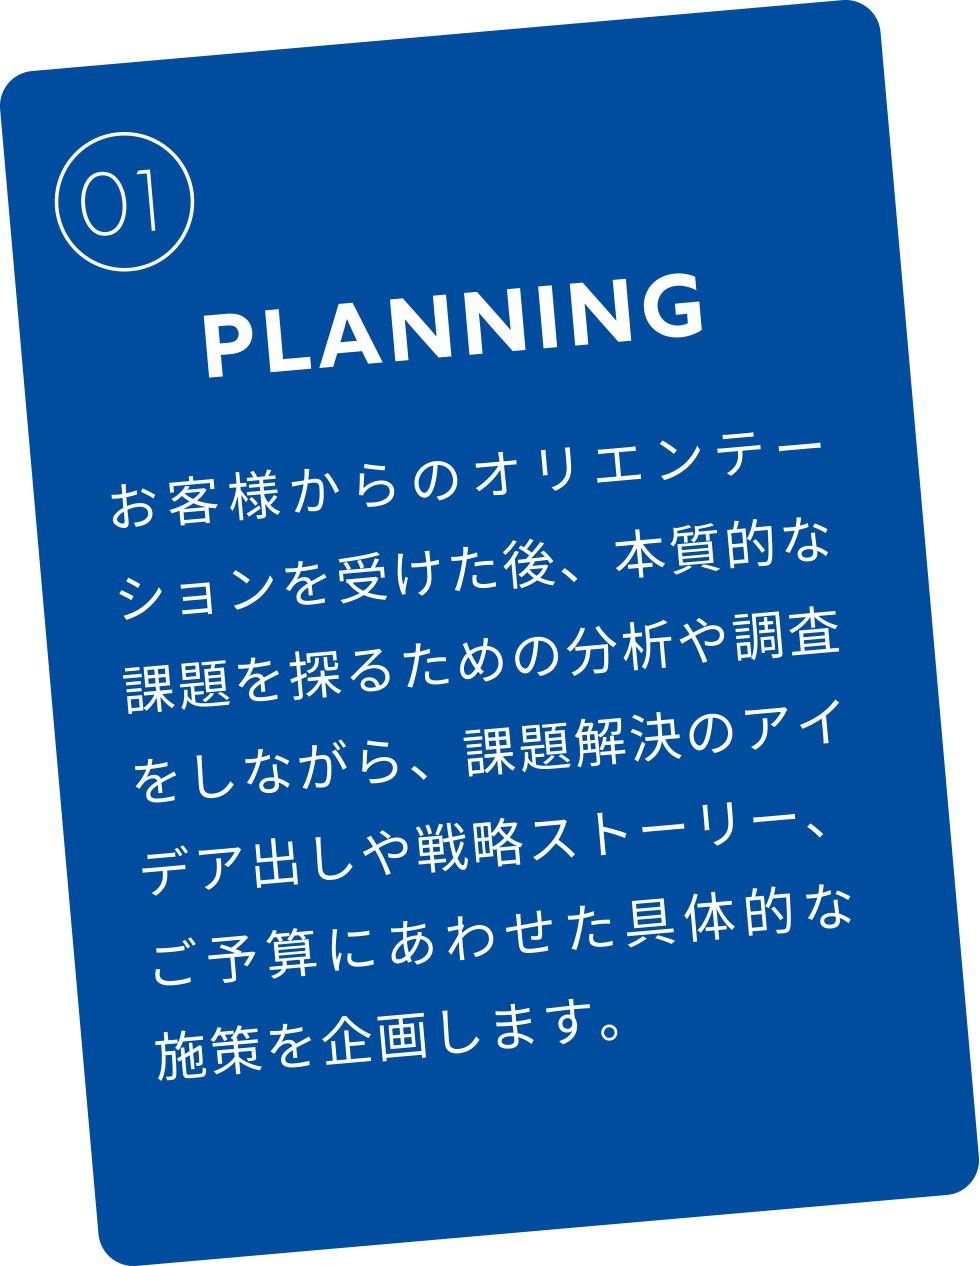 01
PLANNING
お客様からのオリエンテー
ションを受けた後、本質的な
課題を探るための分析や調査
をしながら、課題解決のアイ
デア出しや戦略ストーリー、
ご予算にあわせた具体的な
施策を企画します。